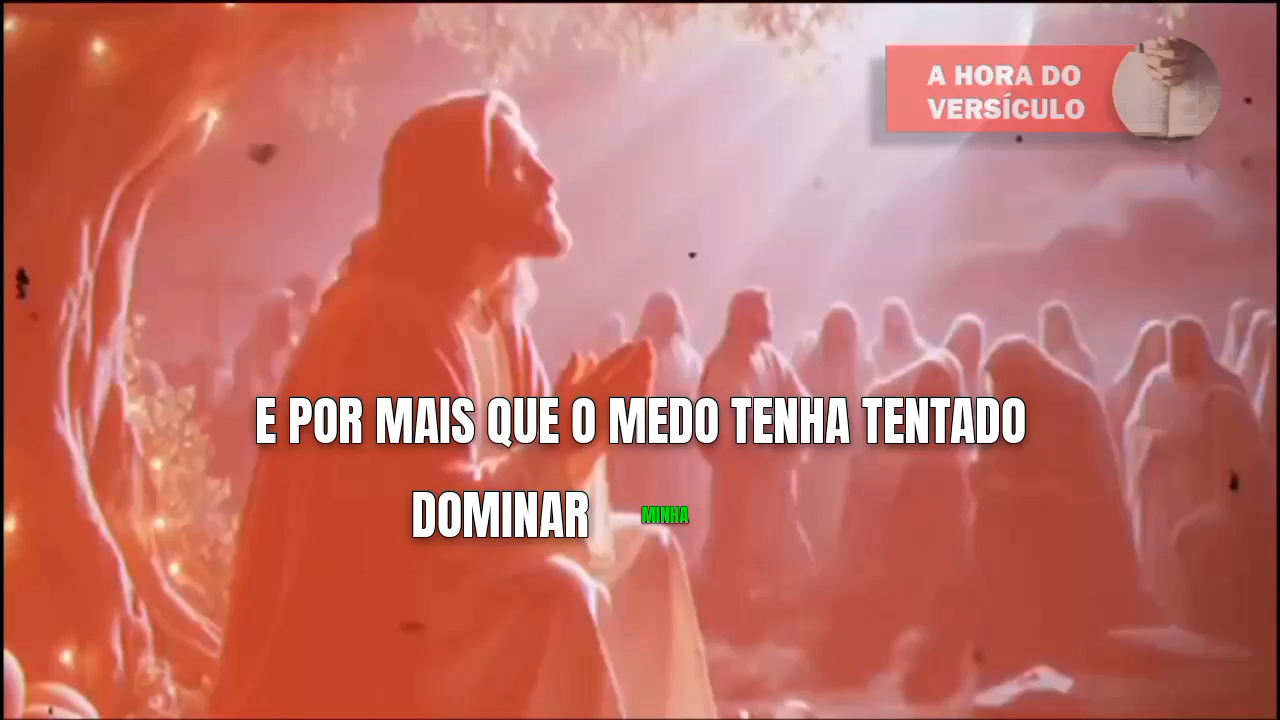 A HORA DO
VERSÍCULO
E POR MAIS QUE O MEDO TENHA TENTADO
DOMINAR MINHA